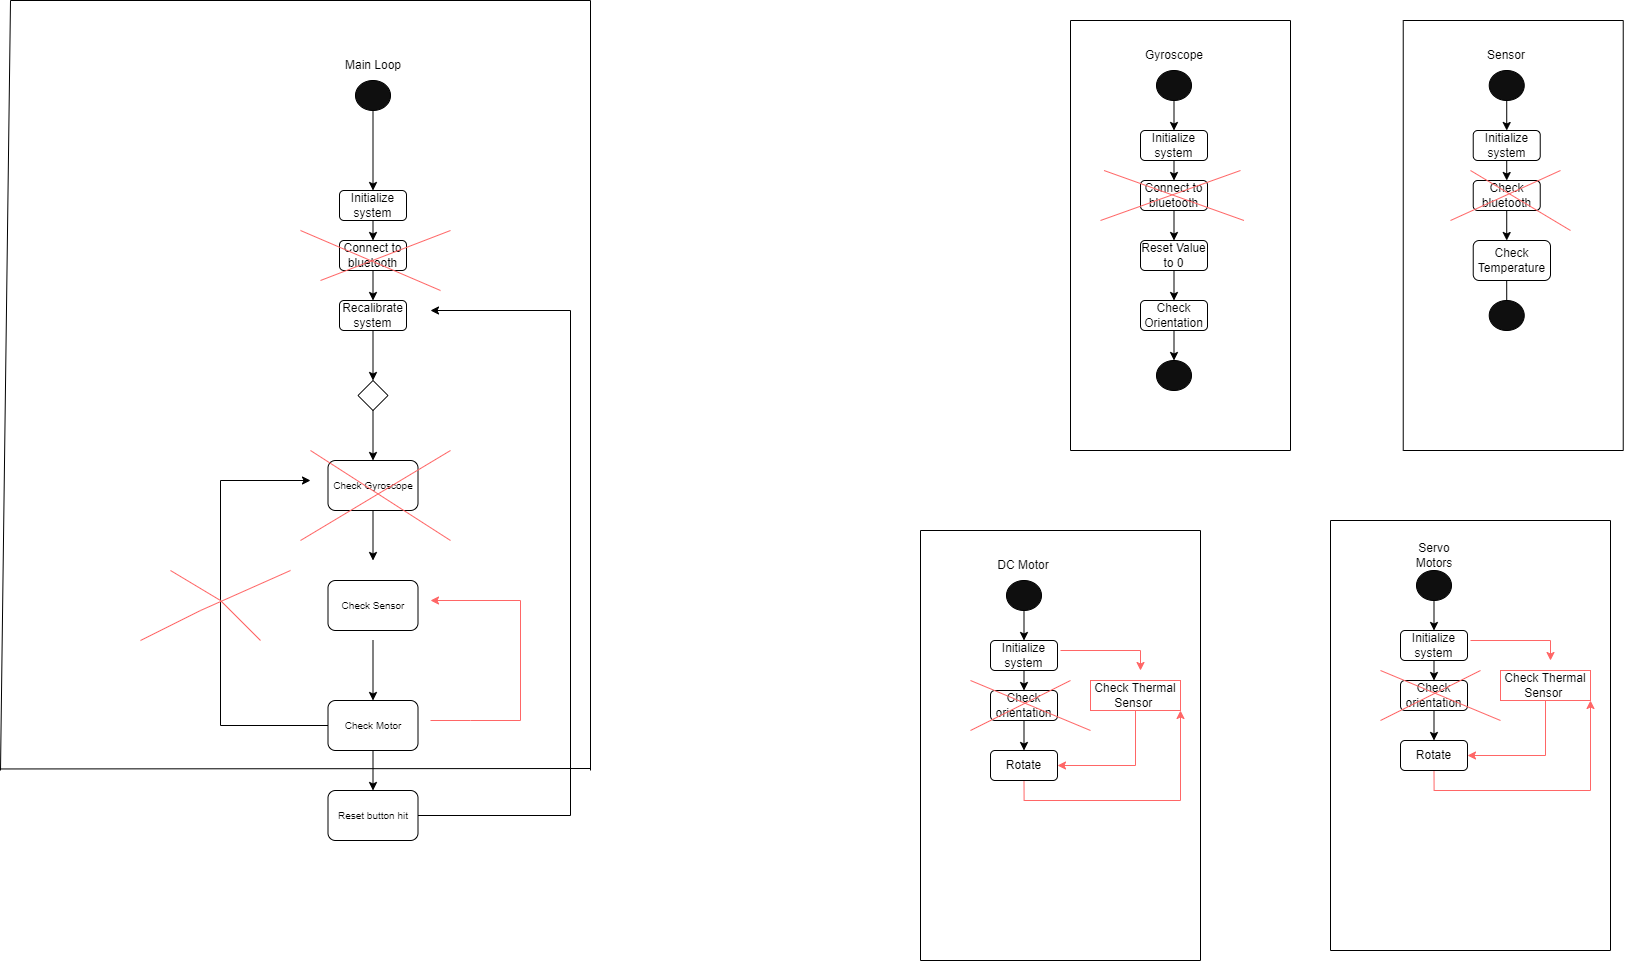 Main Loop
Initialize
system
Connect to
bluetooth
Recalibrate
system
Check Gyroscope
Check Sensor
Check Motor
Reset button hit
Gyroscope
Initialize
system
Connect to
bluetooth
Reset Value
to 0
Check
Orientation
Sensor
Initialize
system
Check
bluetooth
Check
Temperature
DC Motor
Initialize
system
Check
orientation
Check Thermal
Sensor
Rotate
Servo
Motors
Initialize
system
Check
orientation
Check Thermal
Sensor
Rotate